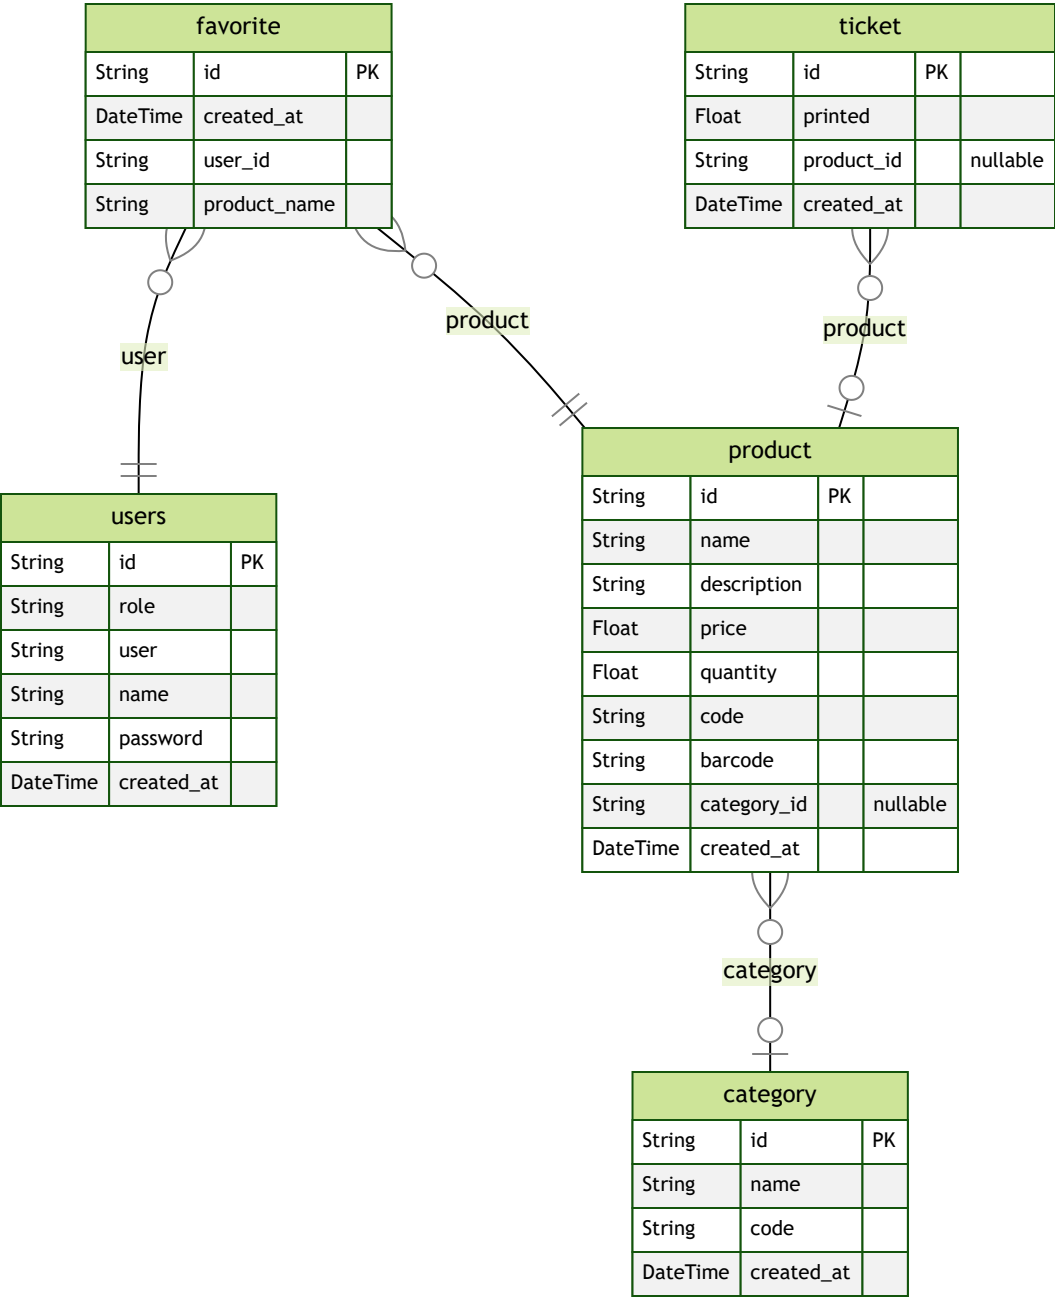 favorite
String id PK
DateTime created_at
String user_id
String product_name
ticket
String id PK
Float printed
String product_id nullable
DateTime created_at
user
product
product
users
String id PK
String role
String user
String name
String password
DateTime created_at
product
String id PK
String name
String description
Float price
Float quantity
String code
String barcode
String category_id nullable
DateTime created_at
category
category
String id PK
String name
String code
DateTime created_at